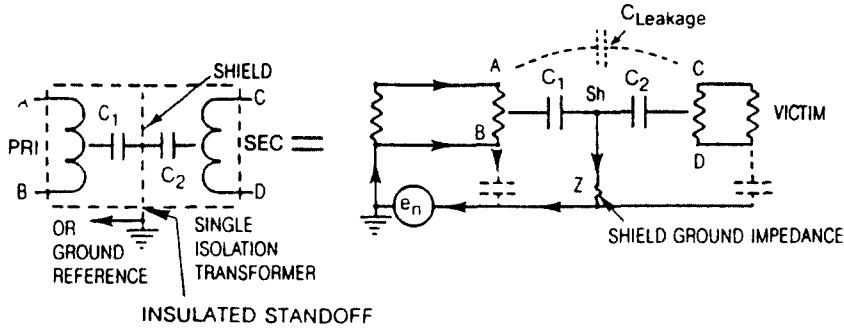 C Leakage
SHIELD
A
C
A
C
C1
C1
C2
Sh
PRI
SEC
VICTIM
C2
B
B
D
D
Z
en
OR
GROUND
REFERENCE
SINGLE
ISOLATION
TRANSFORMER
SHIELD GROUND IMPEDANCE
INSULATED STANDOFF